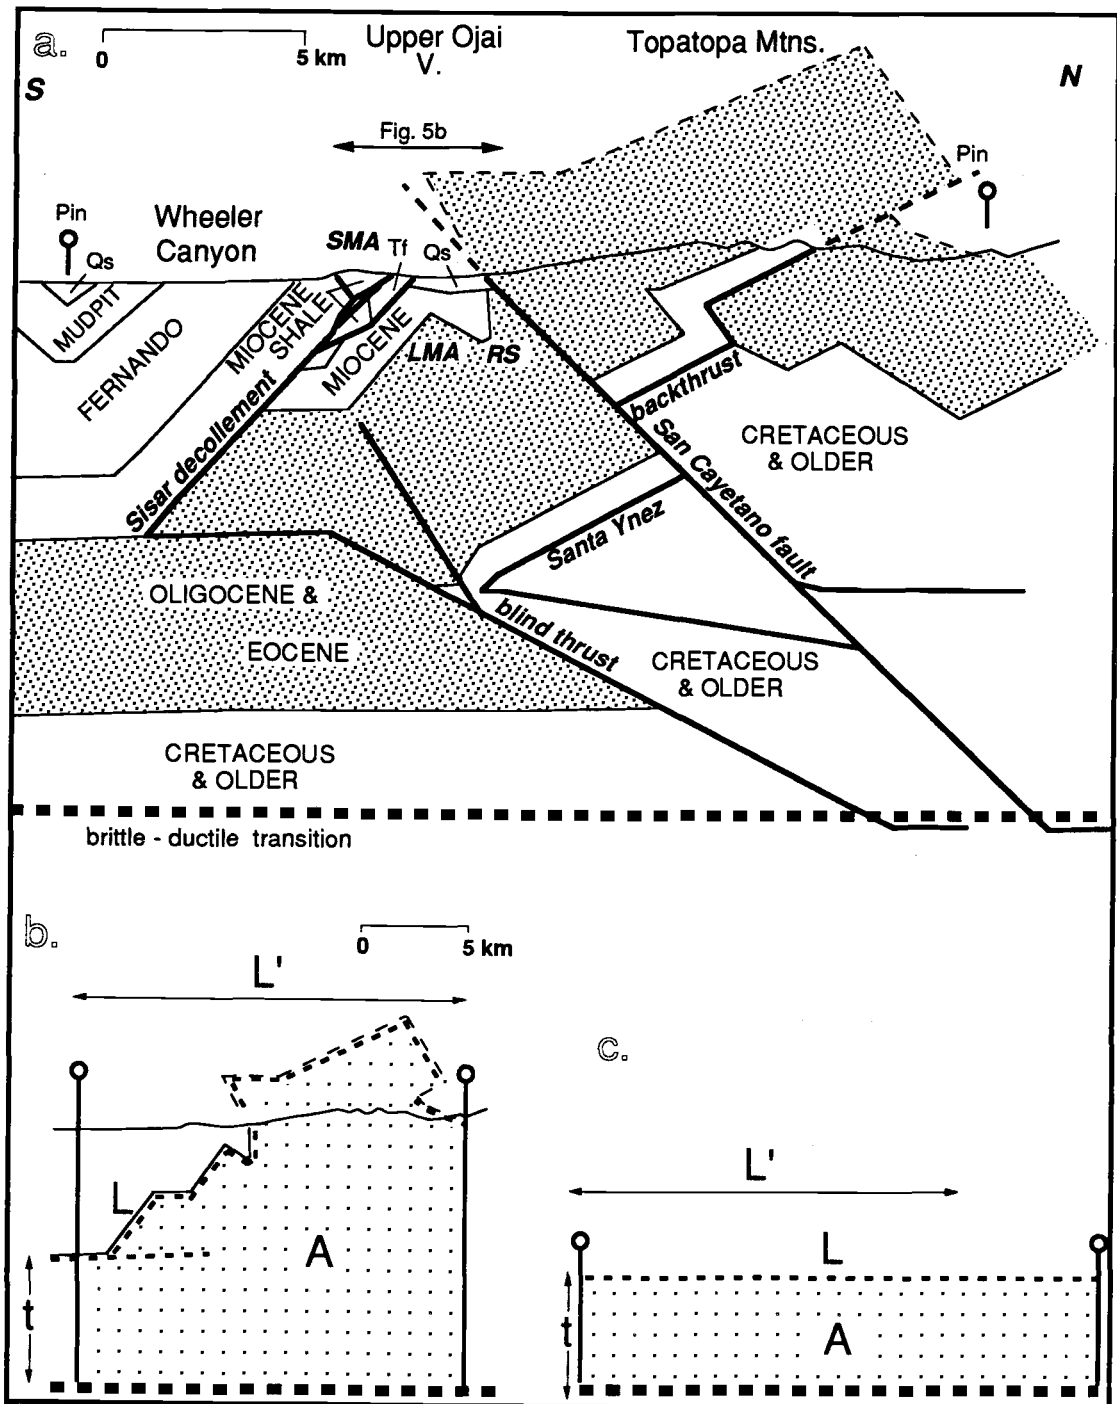 a.
0 5 km
Upper Ojai
V.
Topatopa Mtns.
S
N
Fig. 5b
Pin
Pin
Wheeler
Canyon
SMA
Tf
Qs
Qs
MUDPIT
FERNANDO
MIOCENE
SHALE
MIOCENE
LMA
RS
Sisar decollement
backthrust
San Cayetano fault
CRETACEOUS
& OLDER
Santa Ynez
OLIGOCENE &
EOCENE
blind thrust
CRETACEOUS
& OLDER
CRETACEOUS
& OLDER
brittle - ductile transition
b.
0 5 km
L'
L
A
t
c.
L'
L
A
t